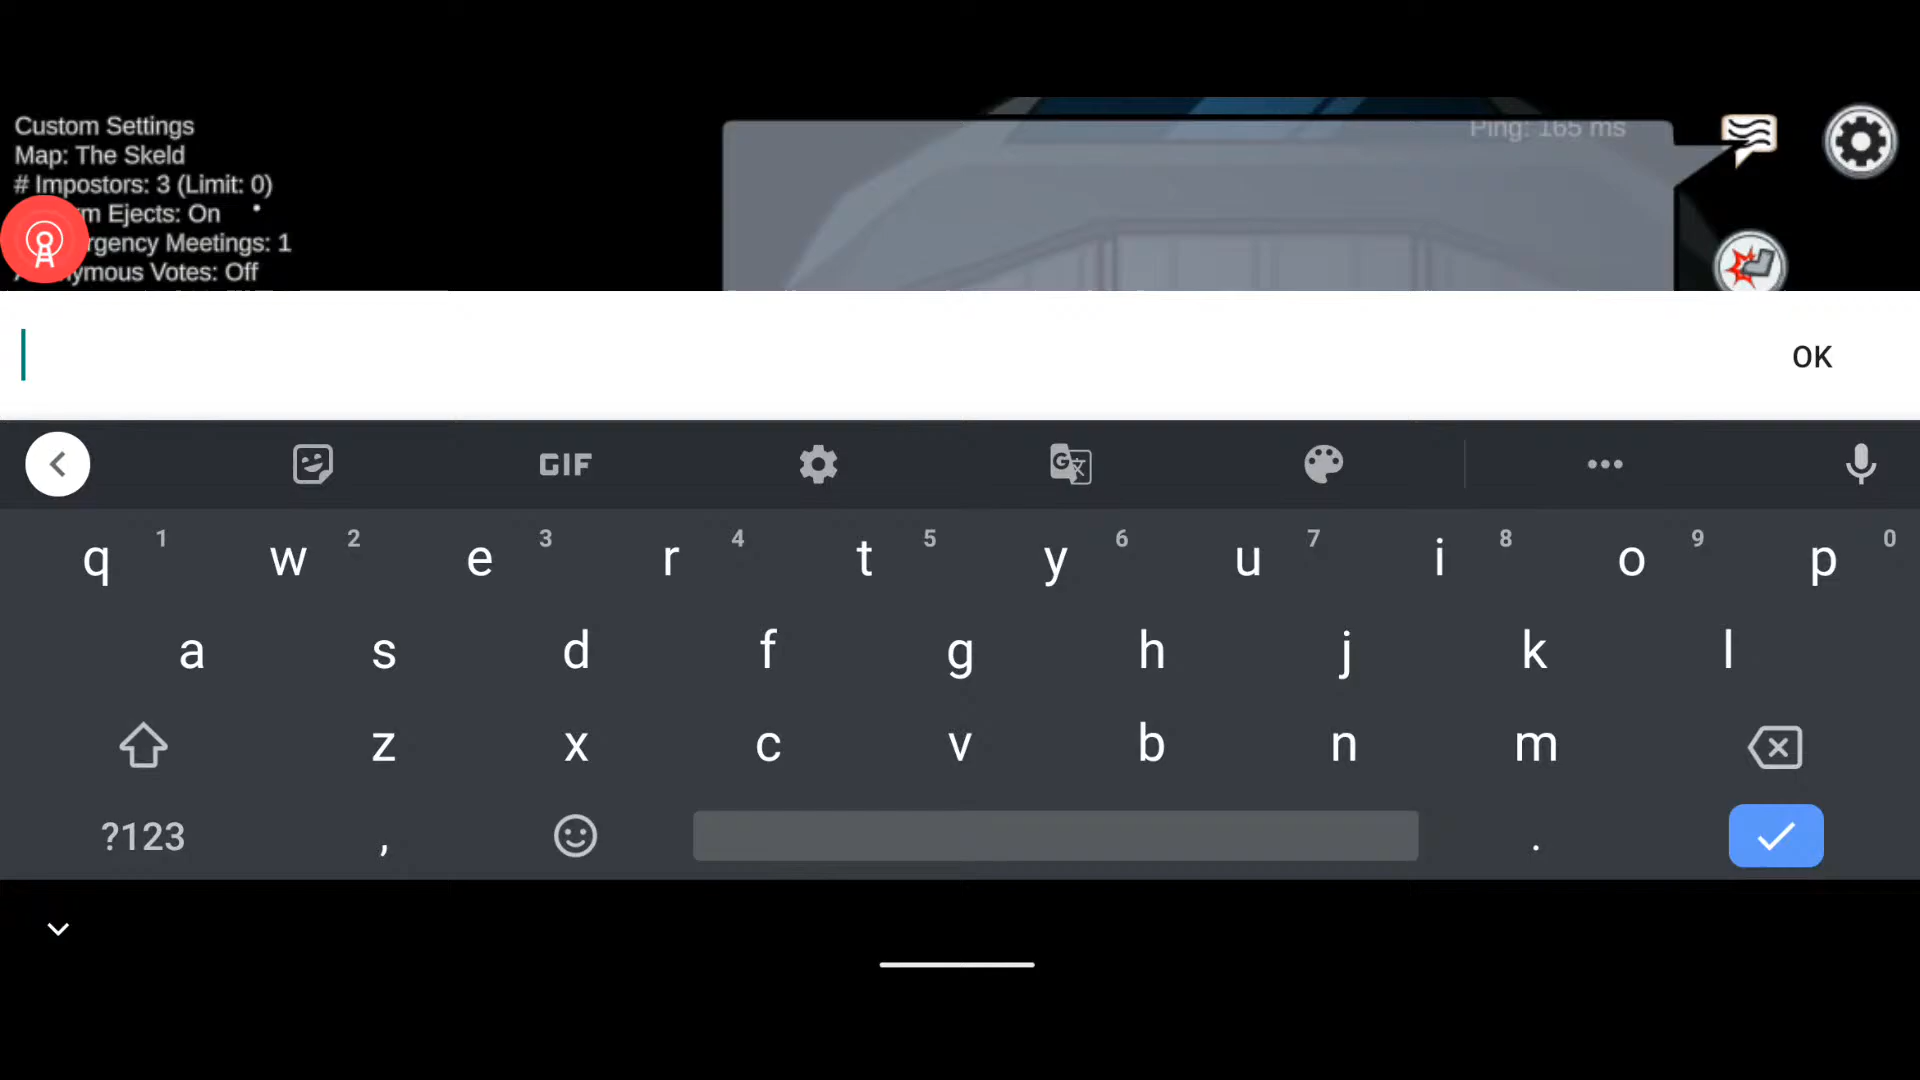 Custom Settings
Map: The Skeld
# Impostors: 3 (Limit: 0)
m Ejects: On
rgency Meetings: 1
ymous Votes: Off
Ping: 165 ms
OK
GIF
G
q 1 w 2 e 3 r 4 t 5 y 6 u 7 i 8 o 9 p 0
a s d f g h j k l
z x c v b n m
?123 , .